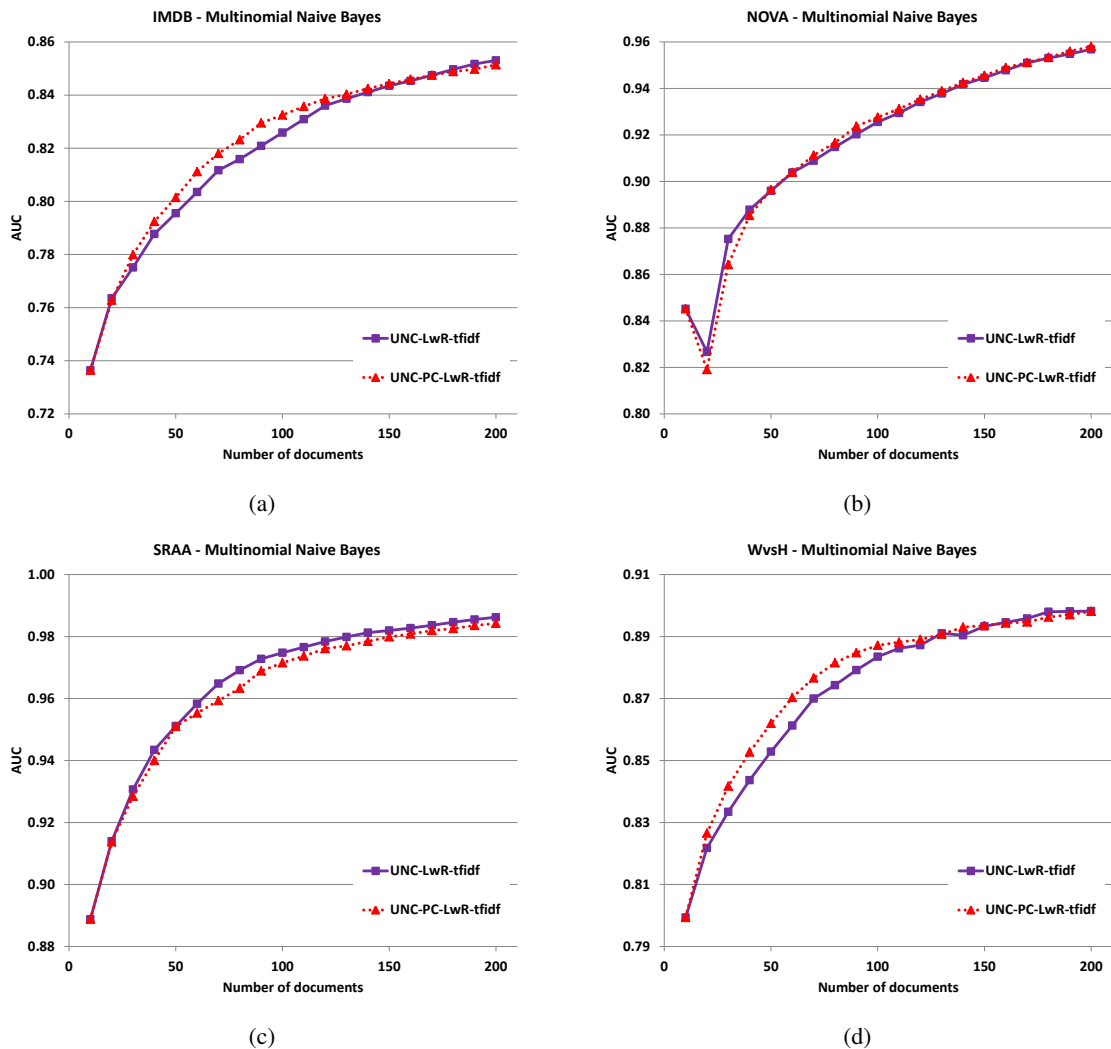 IMDB - Multinomial Naive Bayes
0.86
0.84
0.82
0.80
0.78
0.76
0.74
0.72
AUC
0 50 100 150 200
Number of documents
UNC-LwR-tfidf
UNC-PC-LwR-tfidf
(a)
NOVA - Multinomial Naive Bayes
0.96
0.94
0.92
0.90
0.88
0.86
0.84
0.82
0.80
AUC
0 50 100 150 200
Number of documents
UNC-LwR-tfidf
UNC-PC-LwR-tfidf
(b)
SRAA - Multinomial Naive Bayes
1.00
0.98
0.96
0.94
0.92
0.90
0.88
AUC
0 50 100 150 200
Number of documents
UNC-LwR-tfidf
UNC-PC-LwR-tfidf
(c)
WvsH - Multinomial Naive Bayes
0.91
0.89
0.87
0.85
0.83
0.81
0.79
AUC
0 50 100 150 200
Number of documents
UNC-LwR-tfidf
UNC-PC-LwR-tfidf
(d)